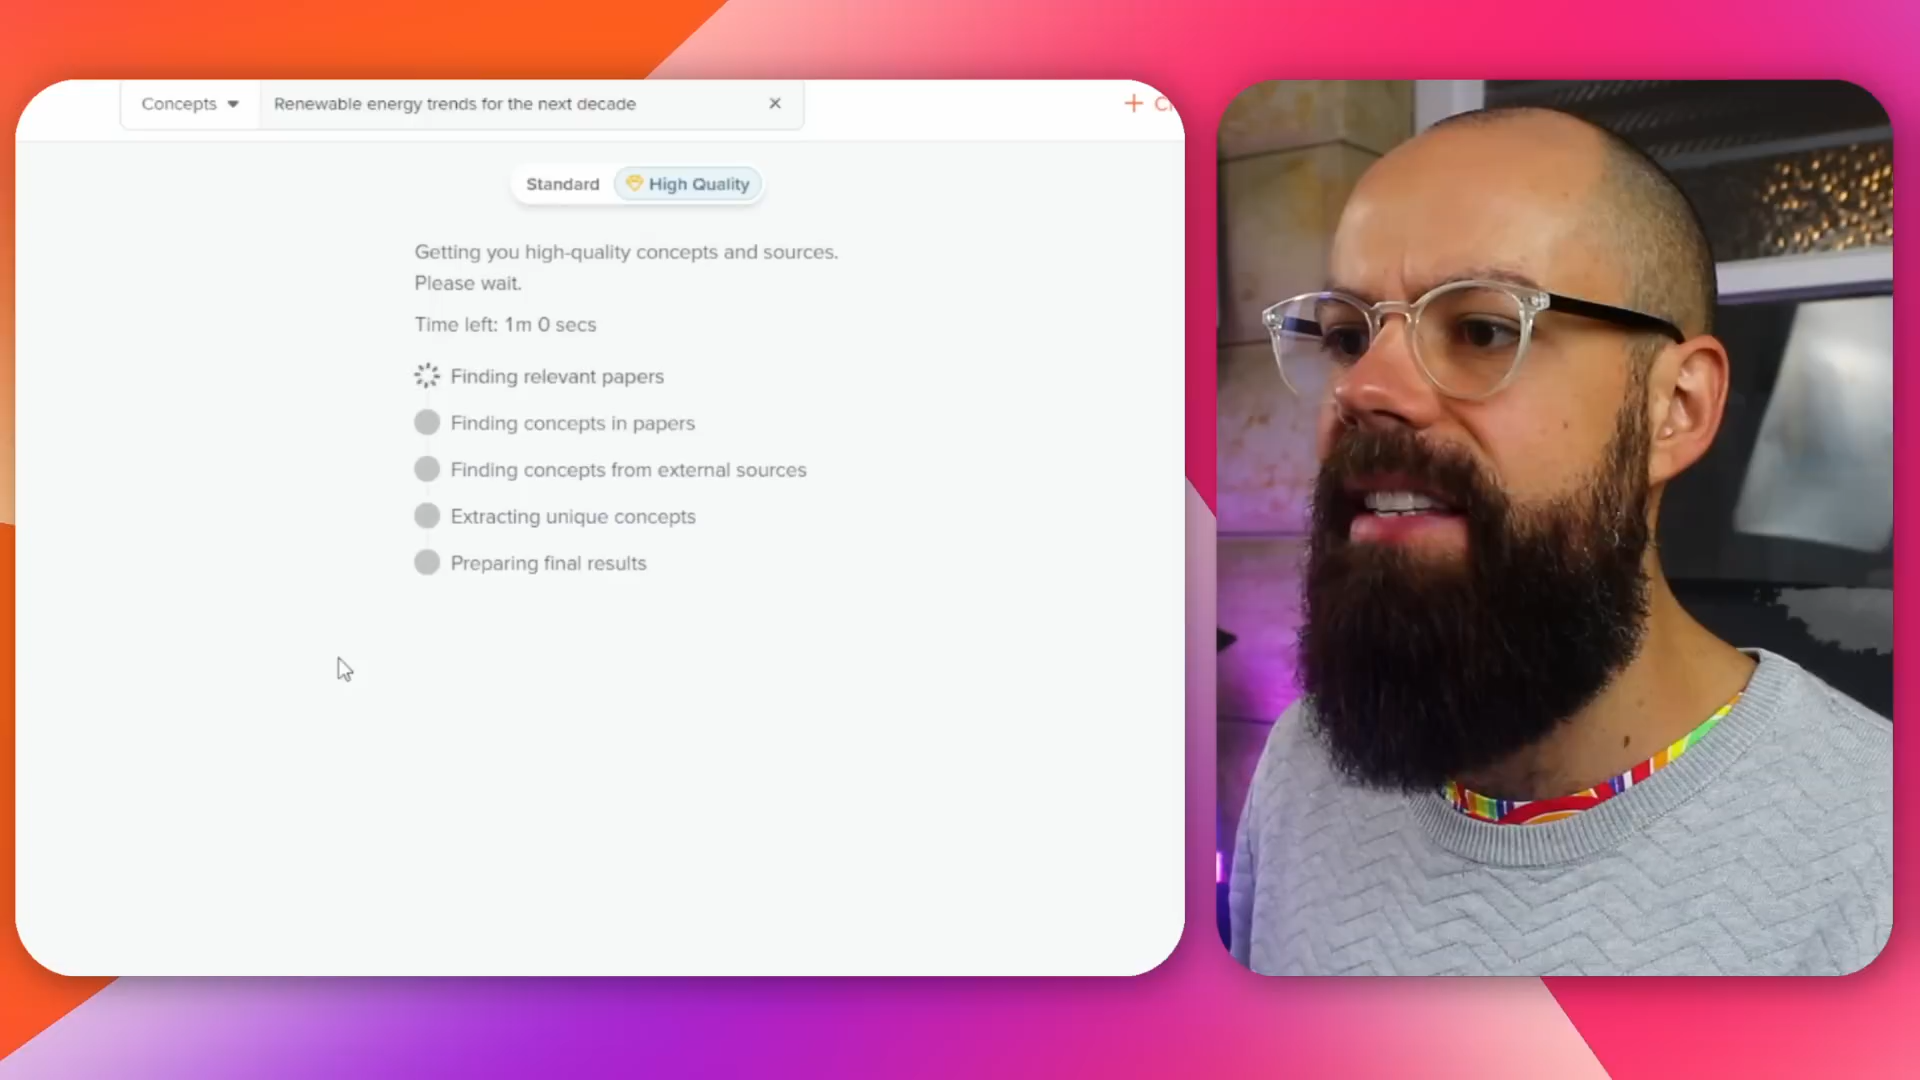 Concepts
Renewable energy trends for the next decade
Standard
High Quality
Getting you high-quality concepts and sources.
Please wait.
Time left: 1m 0 secs
Finding relevant papers
Finding concepts in papers
Finding concepts from external sources
Extracting unique concepts
Preparing final results